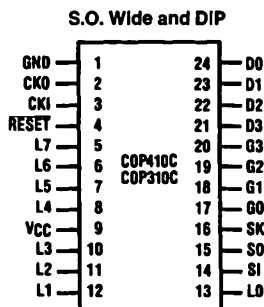 S.O. Wide and DIP
GND 1 24 D0
CKO 2 23 D1
CKI 3 22 D2
RESET 4 21 D3
L7 5 20 G3
L6 6 COP410C 19 G2
L5 7 COP310C 18 G1
L4 8 17 G0
VCC 9 16 SK
L3 10 15 SO
L2 11 14 SI
L1 12 13 L0